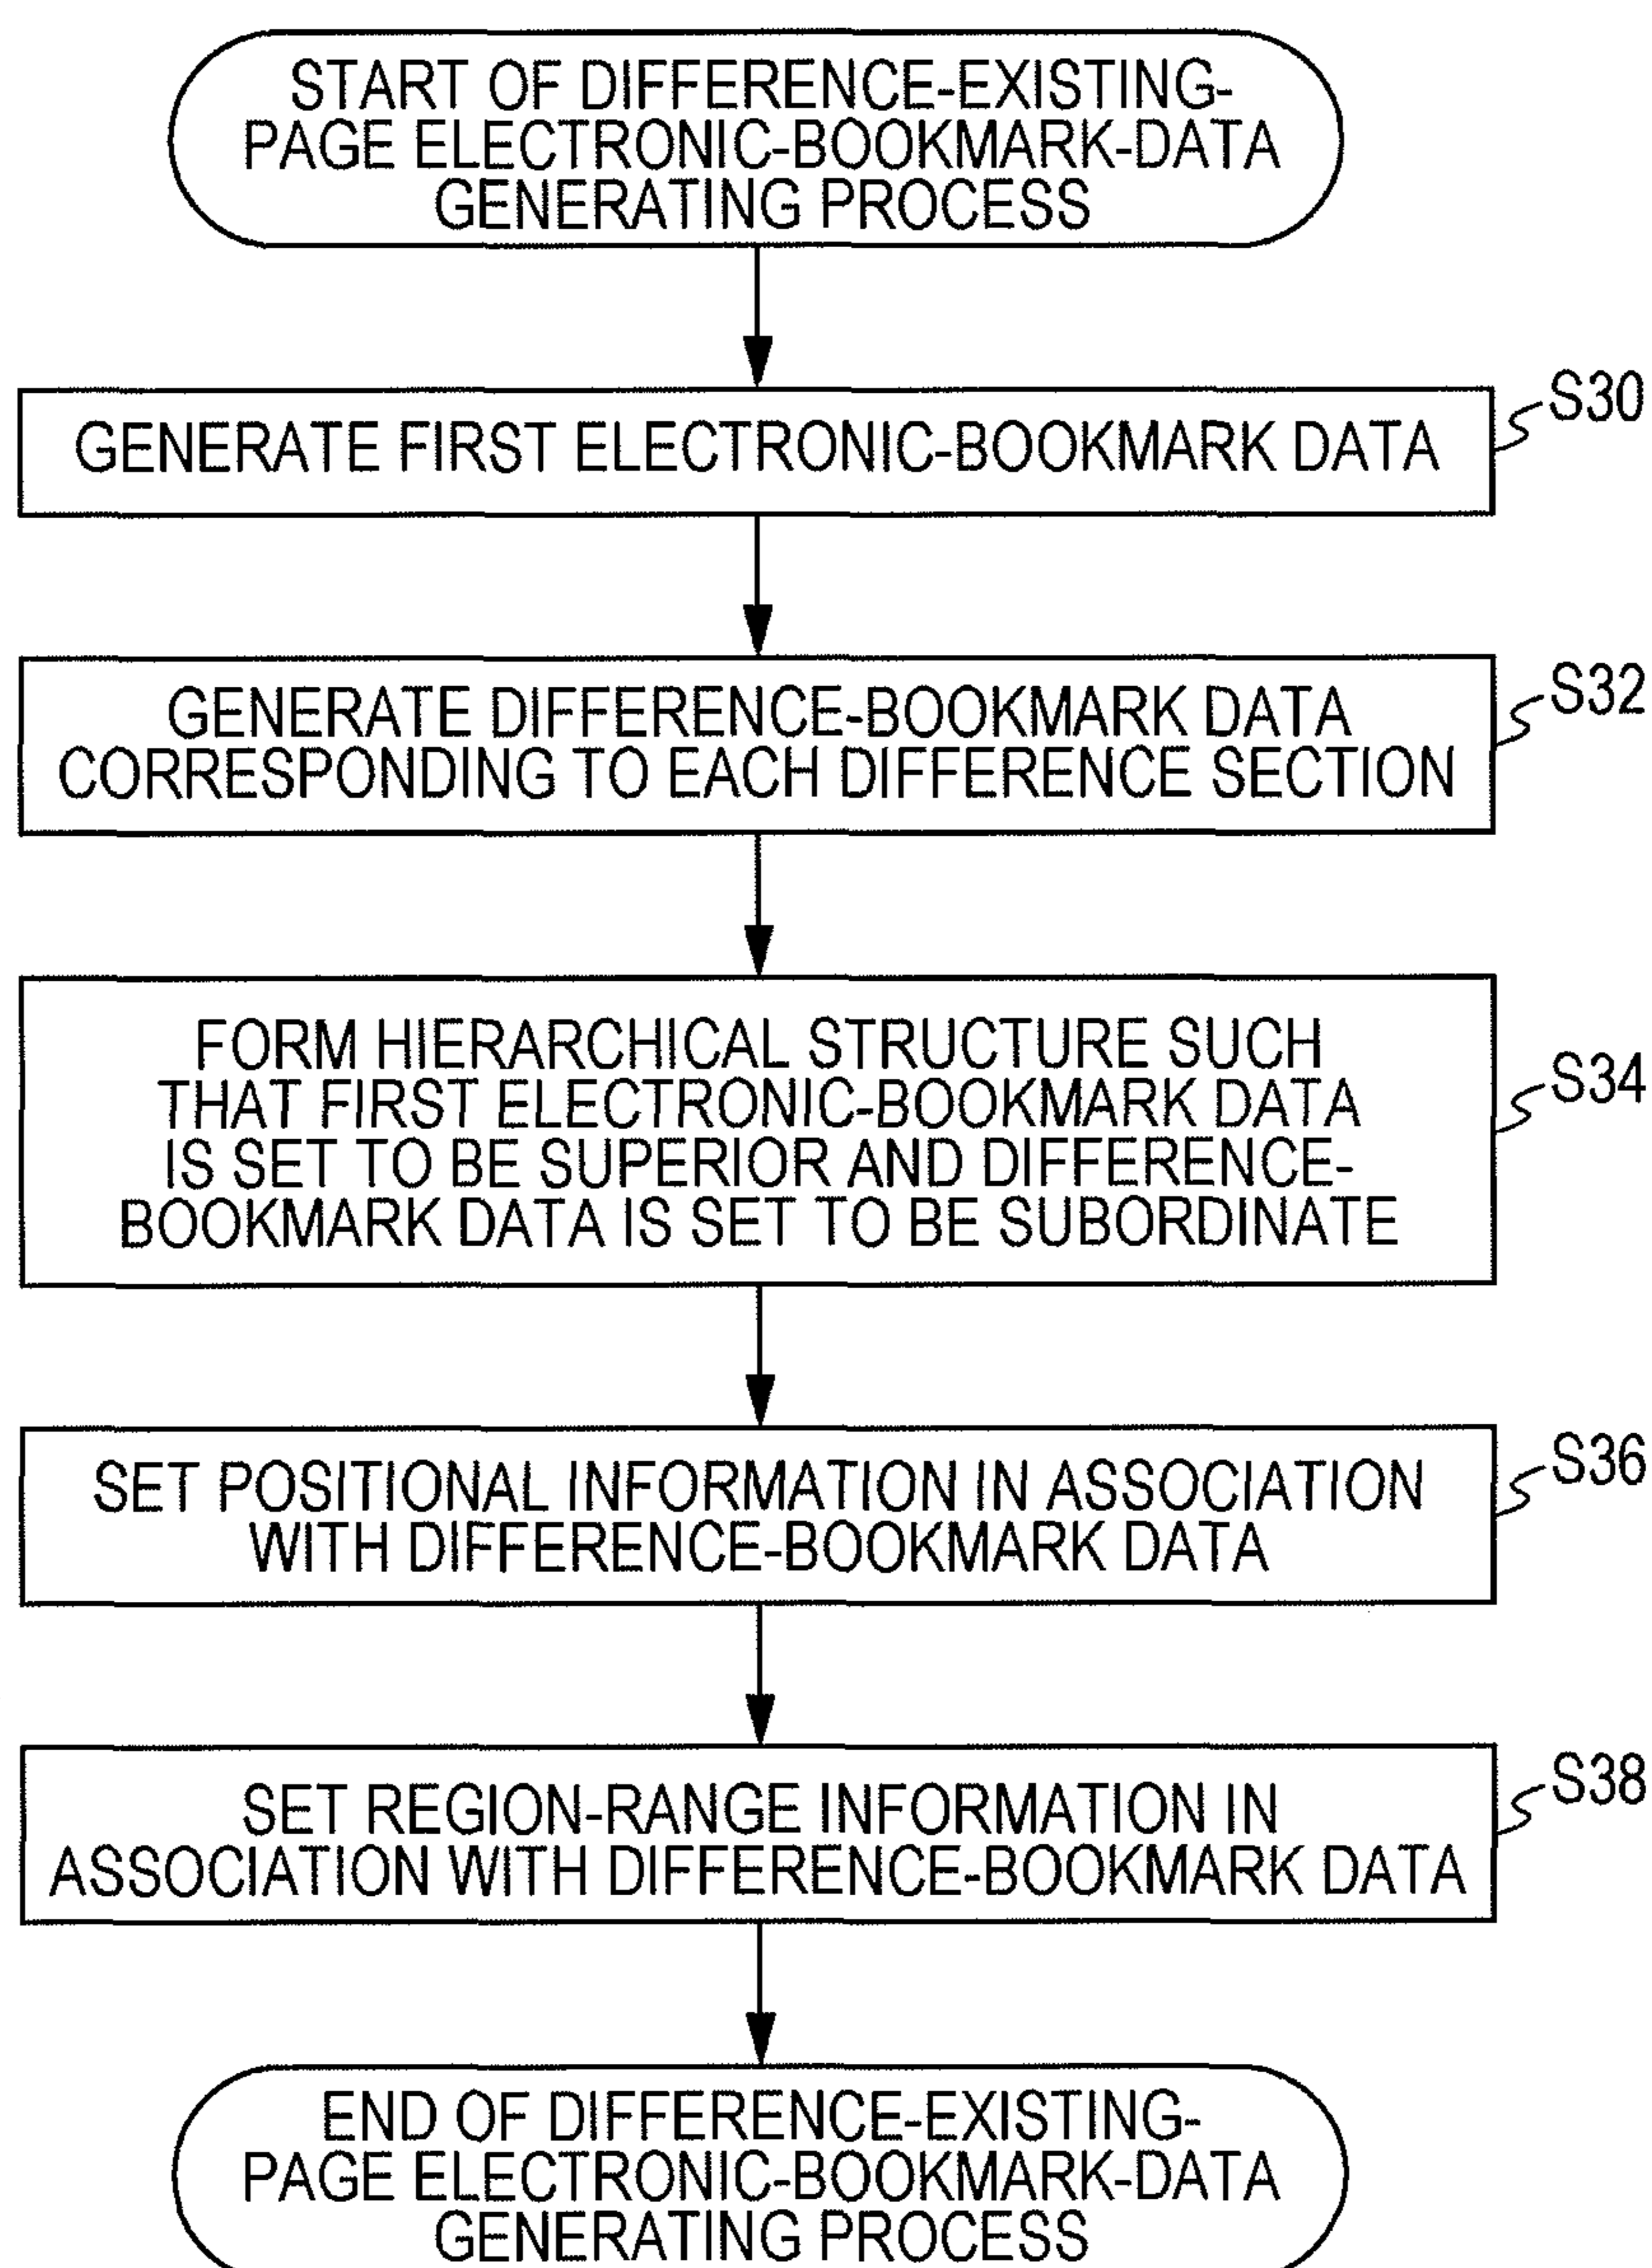 START OF DIFFERENCE-EXISTING-
PAGE ELECTRONIC-BOOKMARK-DATA
GENERATING PROCESS
S30
GENERATE FIRST ELECTRONIC-BOOKMARK DATA
S32
GENERATE DIFFERENCE-BOOKMARK DATA
CORRESPONDING TO EACH DIFFERENCE SECTION
S34
FORM HIERARCHICAL STRUCTURE SUCH
THAT FIRST ELECTRONIC-BOOKMARK DATA
IS SET TO BE SUPERIOR AND DIFFERENCE-
BOOKMARK DATA IS SET TO BE SUBORDINATE
S36
SET POSITIONAL INFORMATION IN ASSOCIATION
WITH DIFFERENCE-BOOKMARK DATA
S38
SET REGION-RANGE INFORMATION IN
ASSOCIATION WITH DIFFERENCE-BOOKMARK DATA
END OF DIFFERENCE-EXISTING-
PAGE ELECTRONIC-BOOKMARK-DATA
GENERATING PROCESS